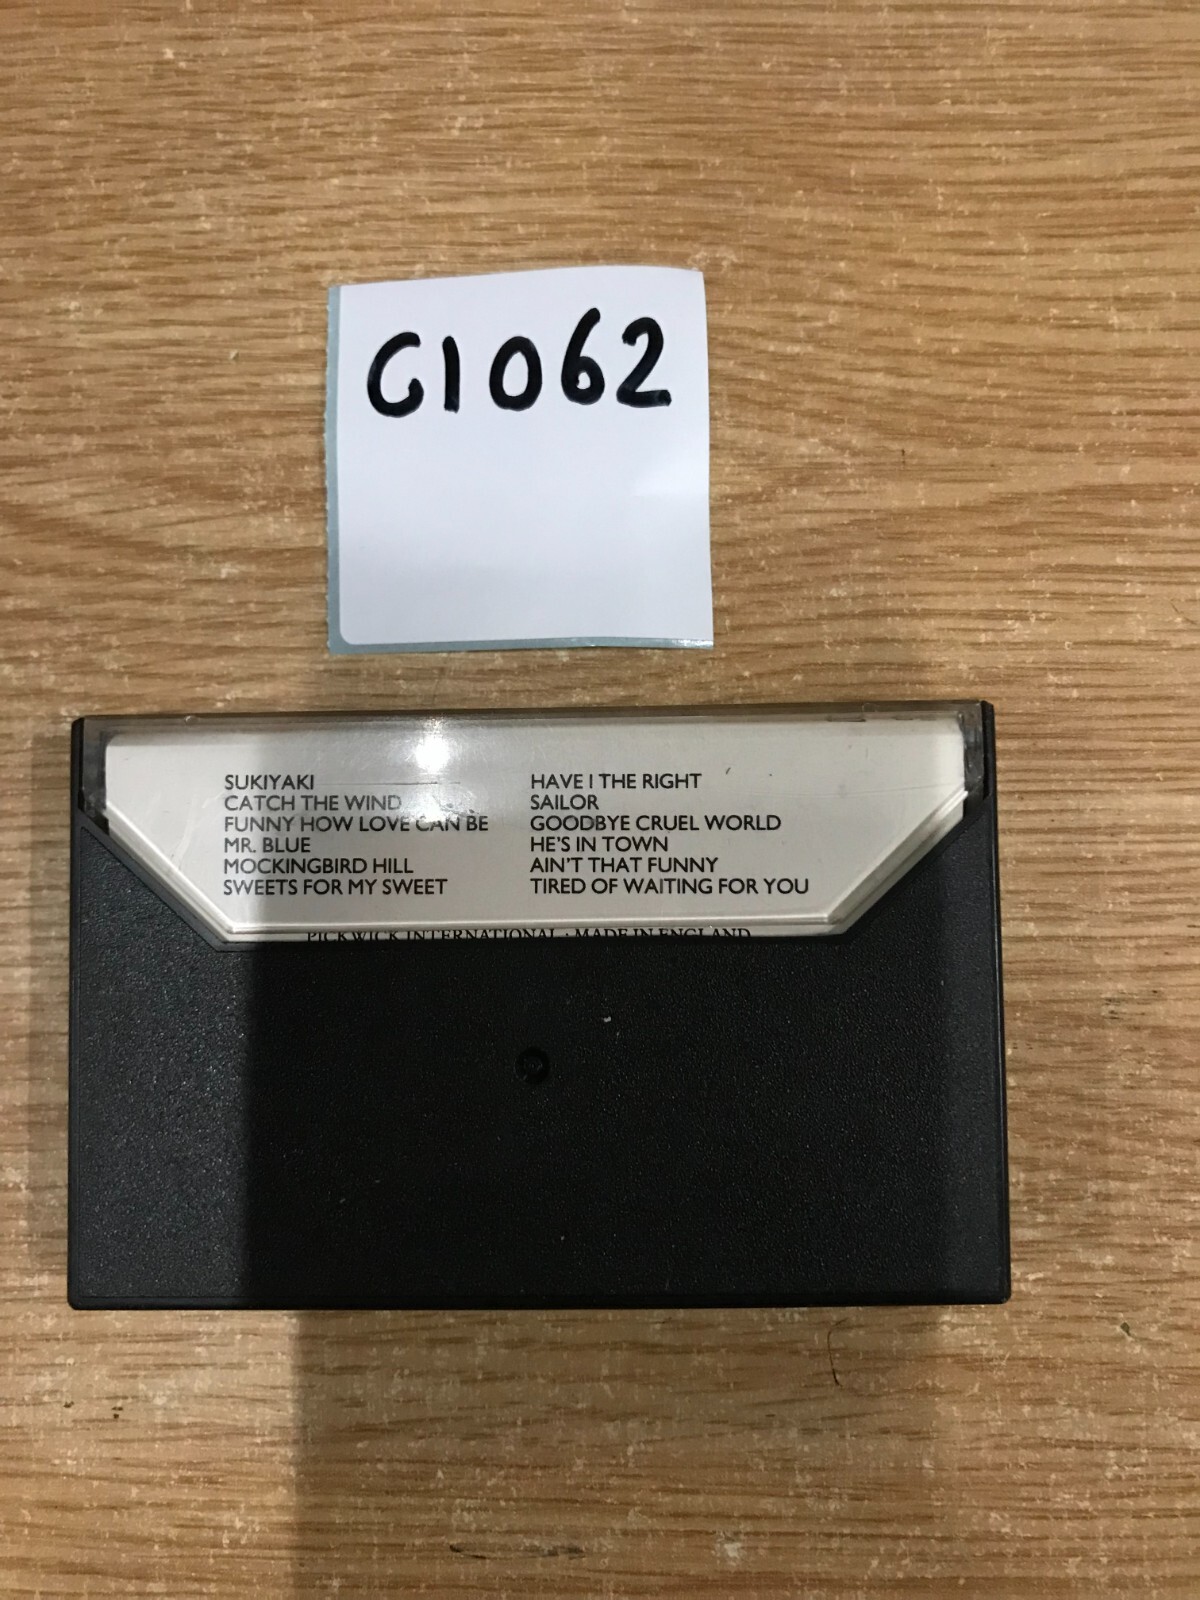 C1062
SUKIYAKI
CATCH THE WIND
FUNNY HOW LOVE CAN BE
MR. BLUE
MOCKINGBIRD HILL
SWEETS FOR MY SWEET
HAVE I THE RIGHT
SAILOR
GOODBYE CRUEL WORLD
HE'S IN TOWN
AIN'T THAT FUNNY
TIRED OF WAITING FOR YOU
PICKWICK INTERNATIONAL · MADE IN ENGLAND